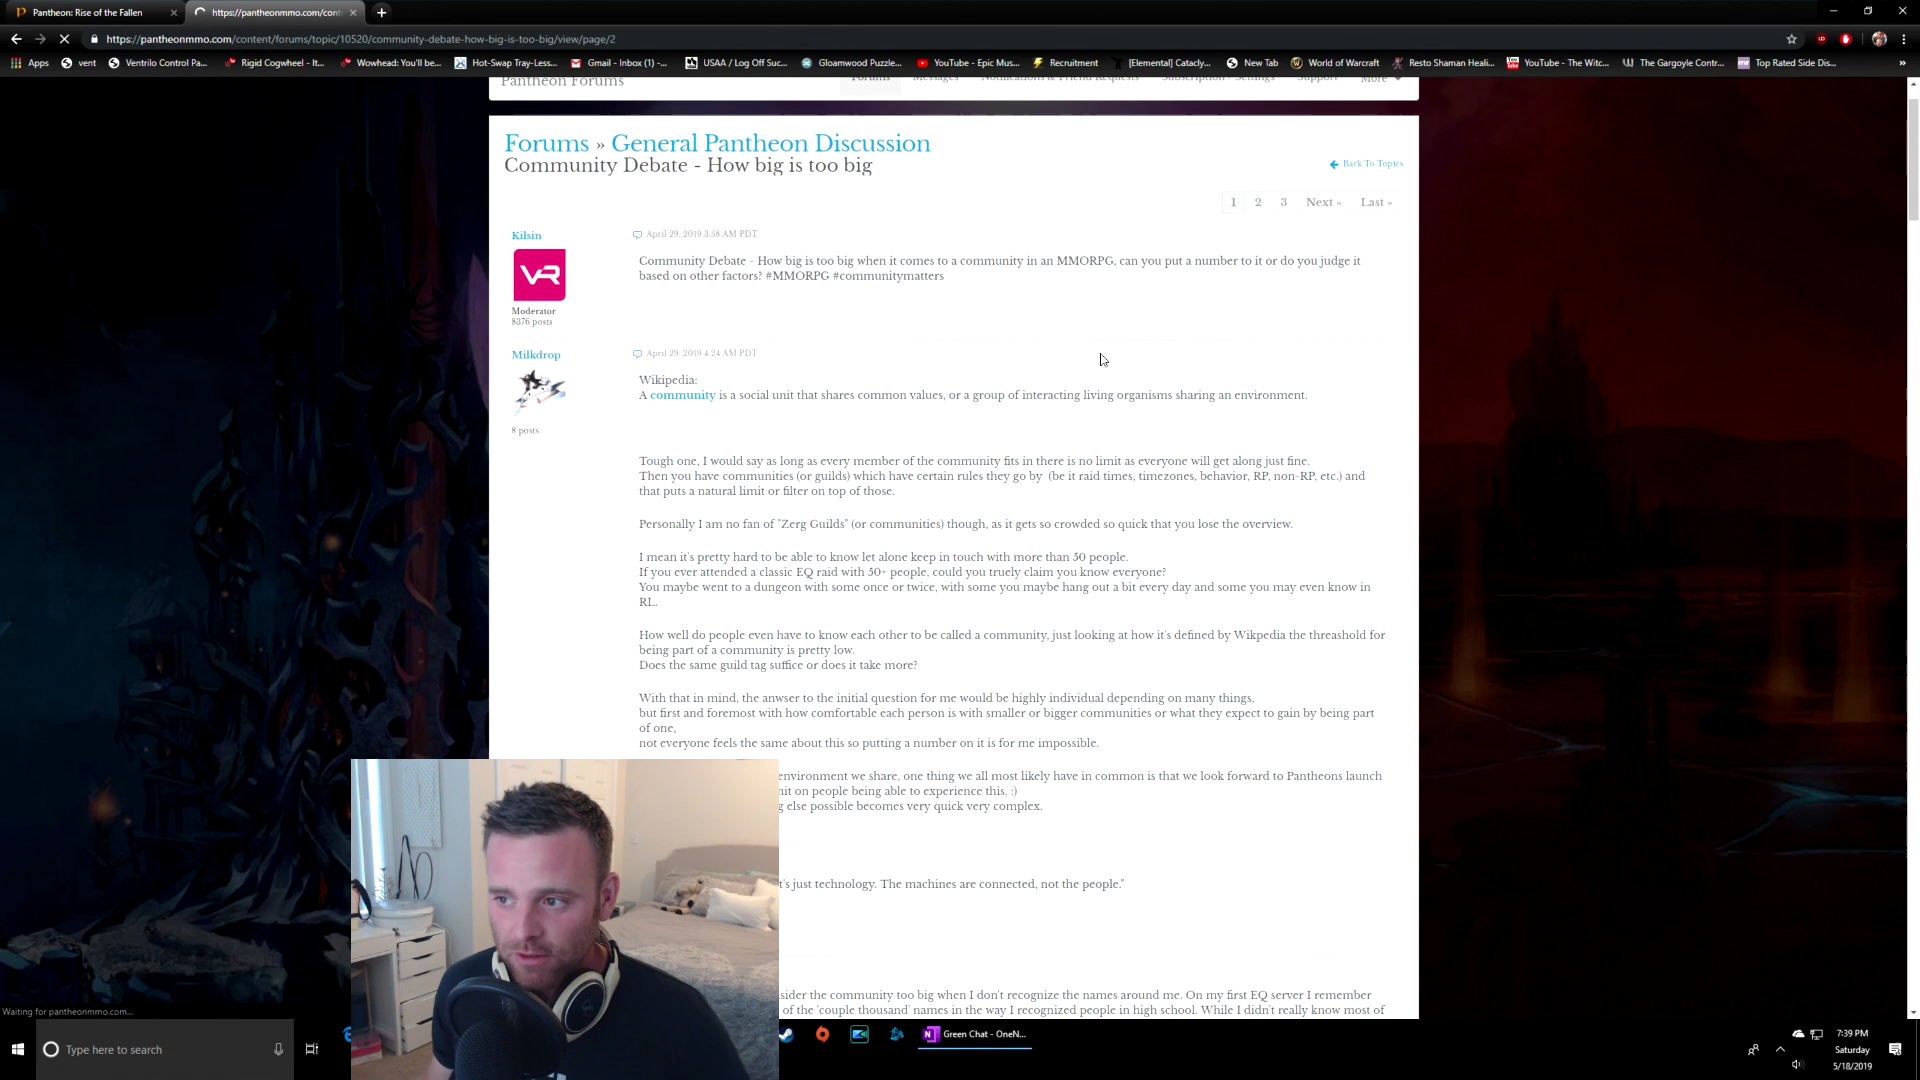 Pantheon: Rise of the Fallen
https://pantheonmmo.com/cont
https://pantheonmmo.com/content/forums/topic/10520/community-debate-how-big-is-too-big/view/page/2
Apps
vent
Ventrilo Control Pa...
Rigid Cogwheel - It...
Wowhead: You'll be...
Hot-Swap Tray-Less...
Gmail - Inbox (1) -...
USAA / Log Off Suc...
Gloamwood Puzzle...
YouTube - Epic Mus...
Recruitment
[Elemental] Catacly...
New Tab
World of Warcraft
Resto Shaman Heali...
YouTube - The Witc...
The Gargoyle Contr...
Top Rated Side Dis...
»
Pantheon Forums
Forums
Messages
Notifications & Friend Requests
Subscription / Settings
Support
More
Forums » General Pantheon Discussion
Community Debate - How big is too big
Back To Topics
1 2 3 Next » Last »
Kilsin
April 29, 2019 3:58 AM PDT
VR
Community Debate - How big is too big when it comes to a community in an MMORPG, can you put a number to it or do you judge it
based on other factors? #MMORPG #communitymatters
Moderator
8376 posts
Milkdrop
April 29, 2019 4:24 AM PDT
8 posts
Wikipedia:
A community is a social unit that shares common values, or a group of interacting living organisms sharing an environment.
Tough one, I would say as long as every member of the community fits in there is no limit as everyone will get along just fine.
Then you have communities (or guilds) which have certain rules they go by (be it raid times, timezones, behavior, RP, non-RP, etc.) and
that puts a natural limit or filter on top of those.
Personally I am no fan of "Zerg Guilds" (or communities) though, as it gets so crowded so quick that you lose the overview.
I mean it's pretty hard to be able to know let alone keep in touch with more than 50 people.
If you ever attended a classic EQ raid with 50+ people, could you truely claim you know everyone?
You maybe went to a dungeon with some once or twice, with some you maybe hang out a bit every day and some you may even know in
RL.
How well do people even have to know each other to be called a community, just looking at how it's defined by Wikpedia the threashold for
being part of a community is pretty low.
Does the same guild tag suffice or does it take more?
With that in mind, the anwser to the initial question for me would be highly individual depending on many things,
but first and foremost with how comfortable each person is with smaller or bigger communities or what they expect to gain by being part
of one,
not everyone feels the same about this so putting a number on it is for me impossible.
environment we share, one thing we all most likely have in common is that we look forward to Pantheons launch
on people being able to experience this. :)
else possible becomes very quick very complex.
just technology. The machines are connected, not the people."
the community too big when I don't recognize the names around me. On my first EQ server I remember
of the 'couple thousand' names in the way I recognized people in high school. While I didn't really know most of
Waiting for pantheonmmo.com...
Type here to search
Green Chat - OneN...
7:39 PM
Saturday
5/18/2019